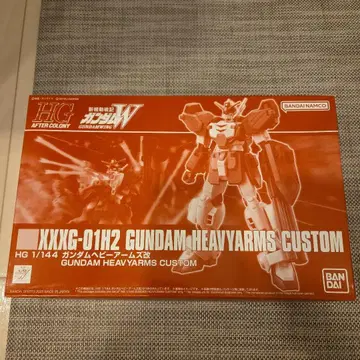 HG
AFTER COLONY
新機動戦記
ガンダムW
GUNDAM WING
BANDAI NAMCO
XXXG-01H2 GUNDAM HEAVYARMS CUSTOM
HG 1/144 ガンダムヘビーアームズ改
GUNDAM HEAVYARMS CUSTOM
BAN
DAI